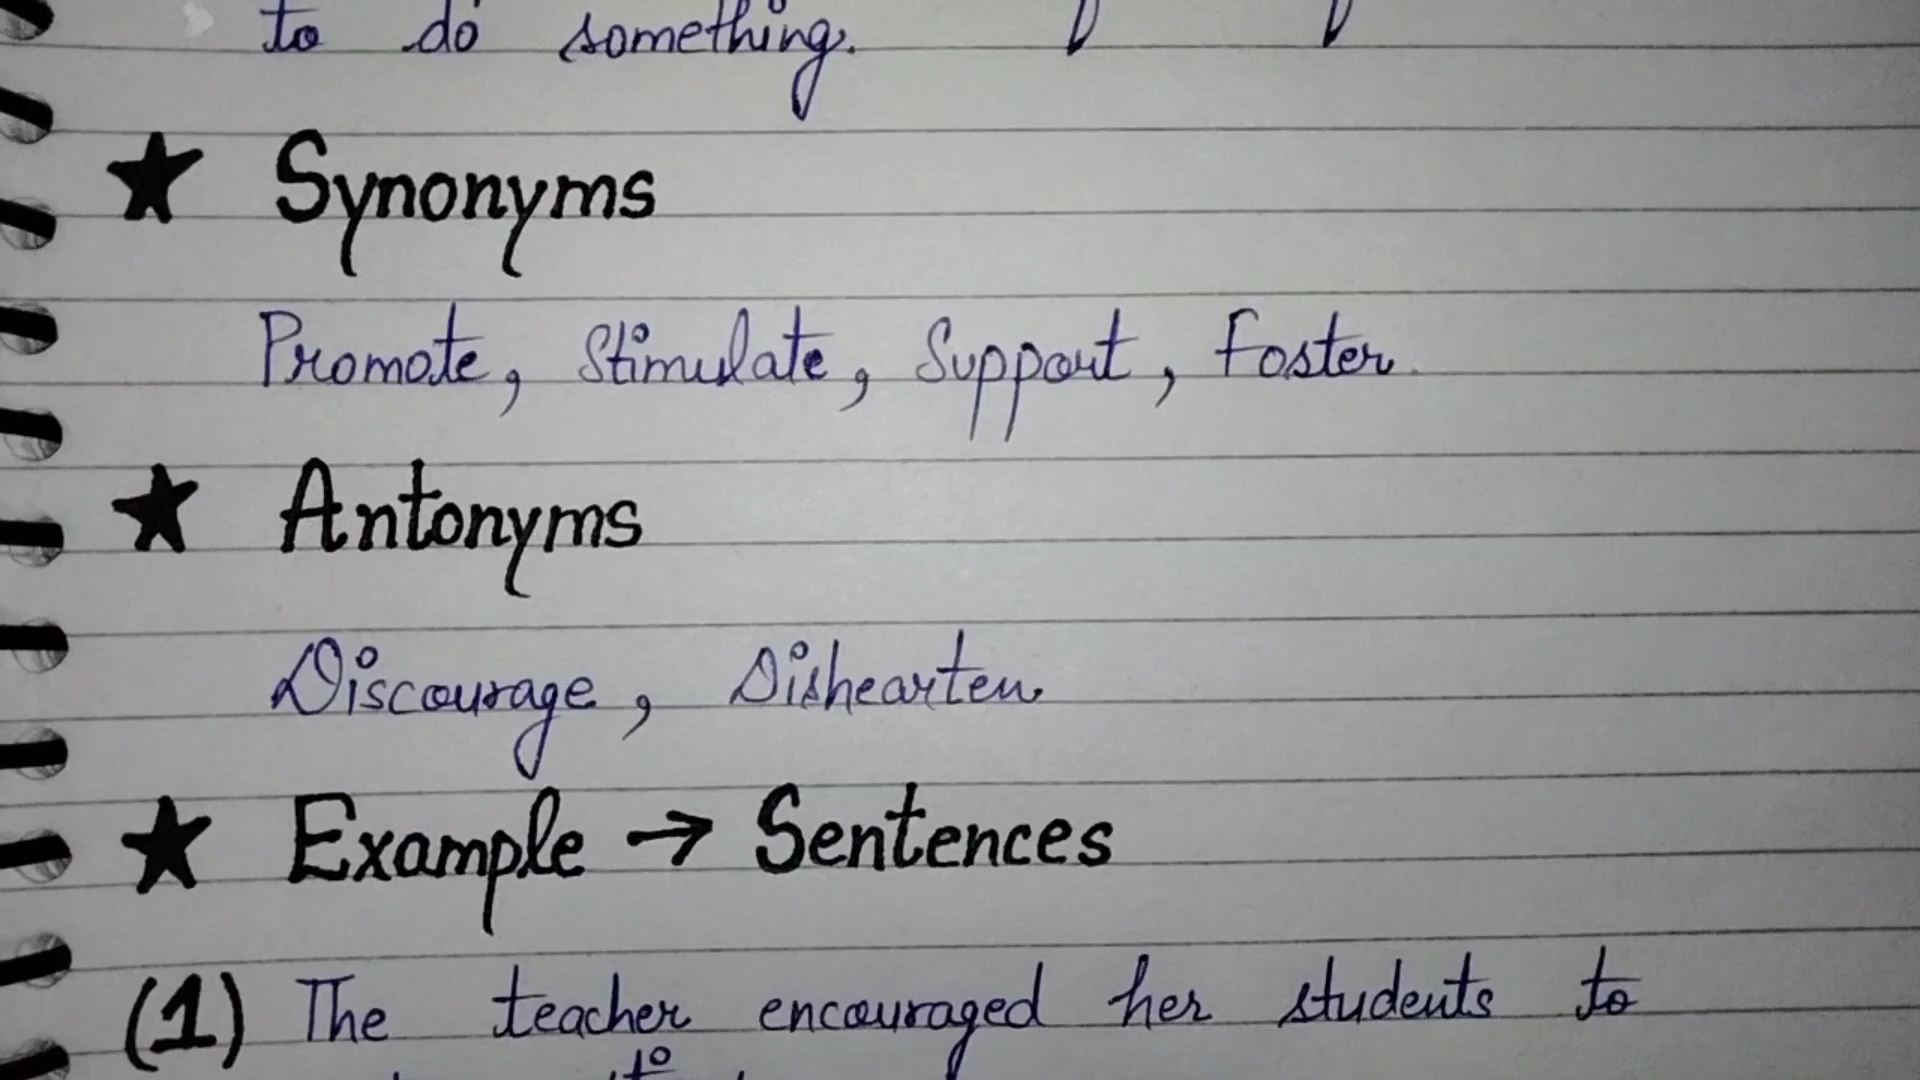 to do something.
★ Synonyms
Promote, Stimulate, Support, Foster.
★ Antonyms
Discourage, Dishearten
★ Example → Sentences
(1) The teacher encouraged her students to